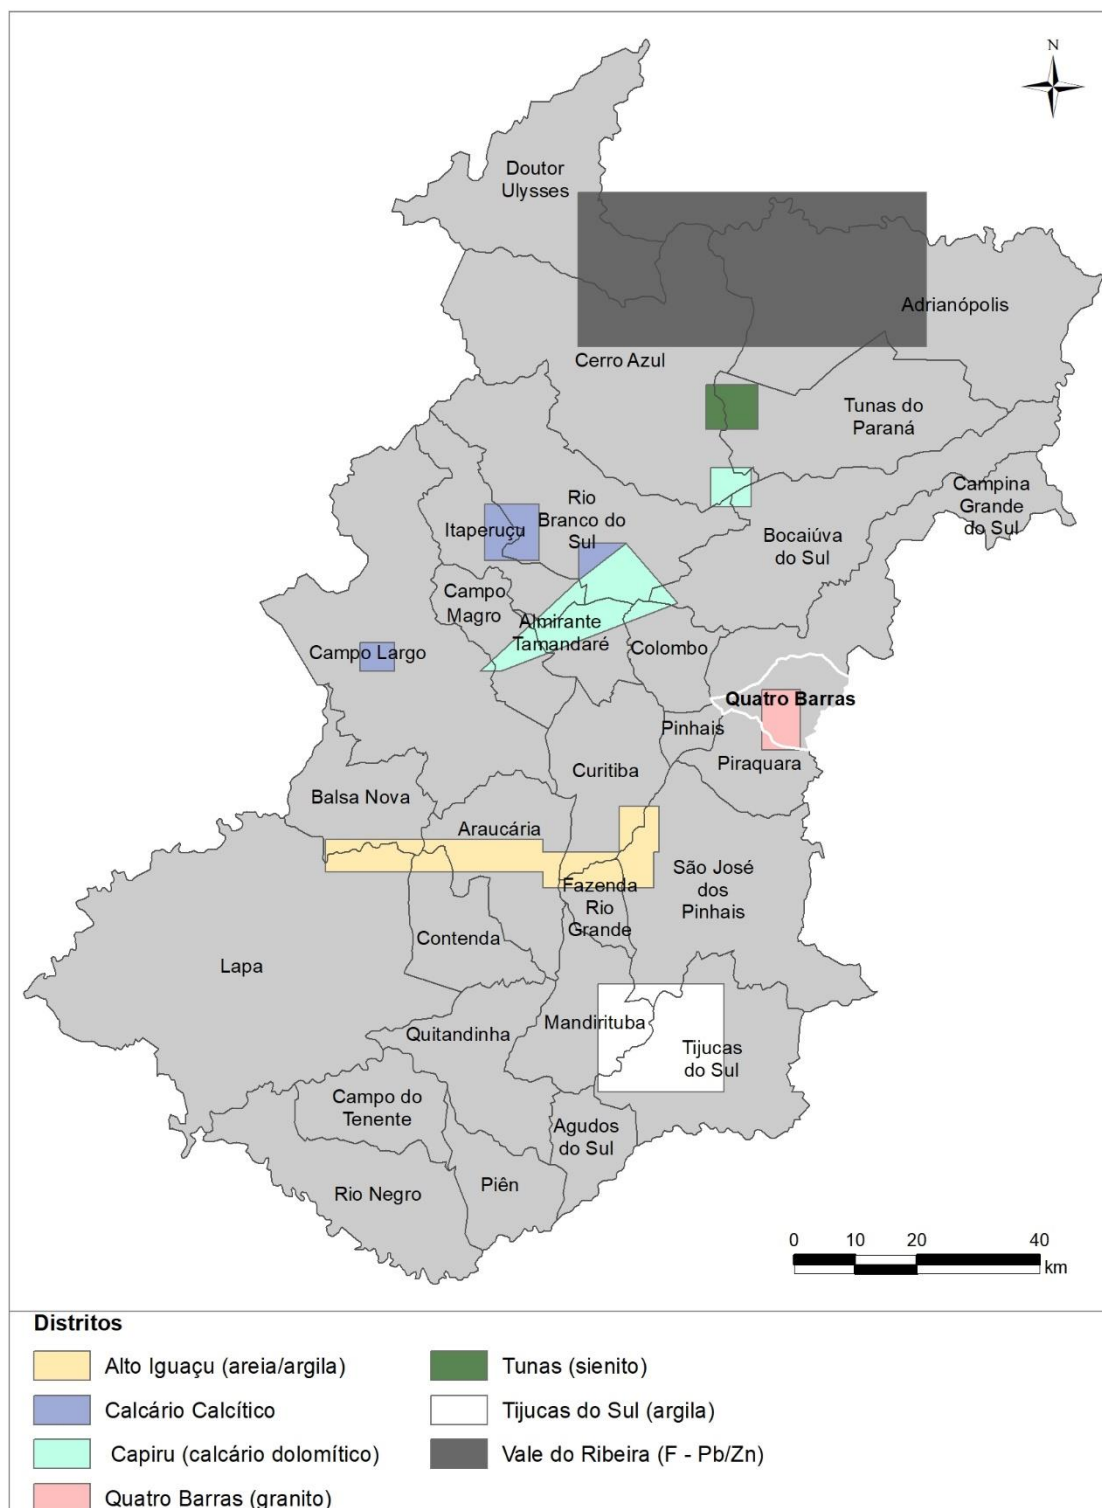 N
Doutor
Ulysses
Adrianópolis
Cerro Azul
Tunas do
Paraná
Campina
Grande
do Sul
Rio
Branco do
Sul
Itaperuçu
Bocaiúva
do Sul
Campo
Magro
Almirante
Tamandaré
Colombo
Campo Largo
Quatro Barras
Pinhais
Piraquara
Curitiba
Balsa Nova
Araucária
São José
dos
Pinhais
Fazenda
Rio
Grande
Contenda
Lapa
Mandirituba
Quitandinha
Tijucas
do Sul
Campo do
Tenente
Agudos
do Sul
Piên
Rio Negro
0 10 20 40
km
Distritos
Alto Iguaçu (areia/argila)
Calcário Calcítico
Capiru (calcário dolomítico)
Quatro Barras (granito)
Tunas (sienito)
Tijucas do Sul (argila)
Vale do Ribeira (F - Pb/Zn)